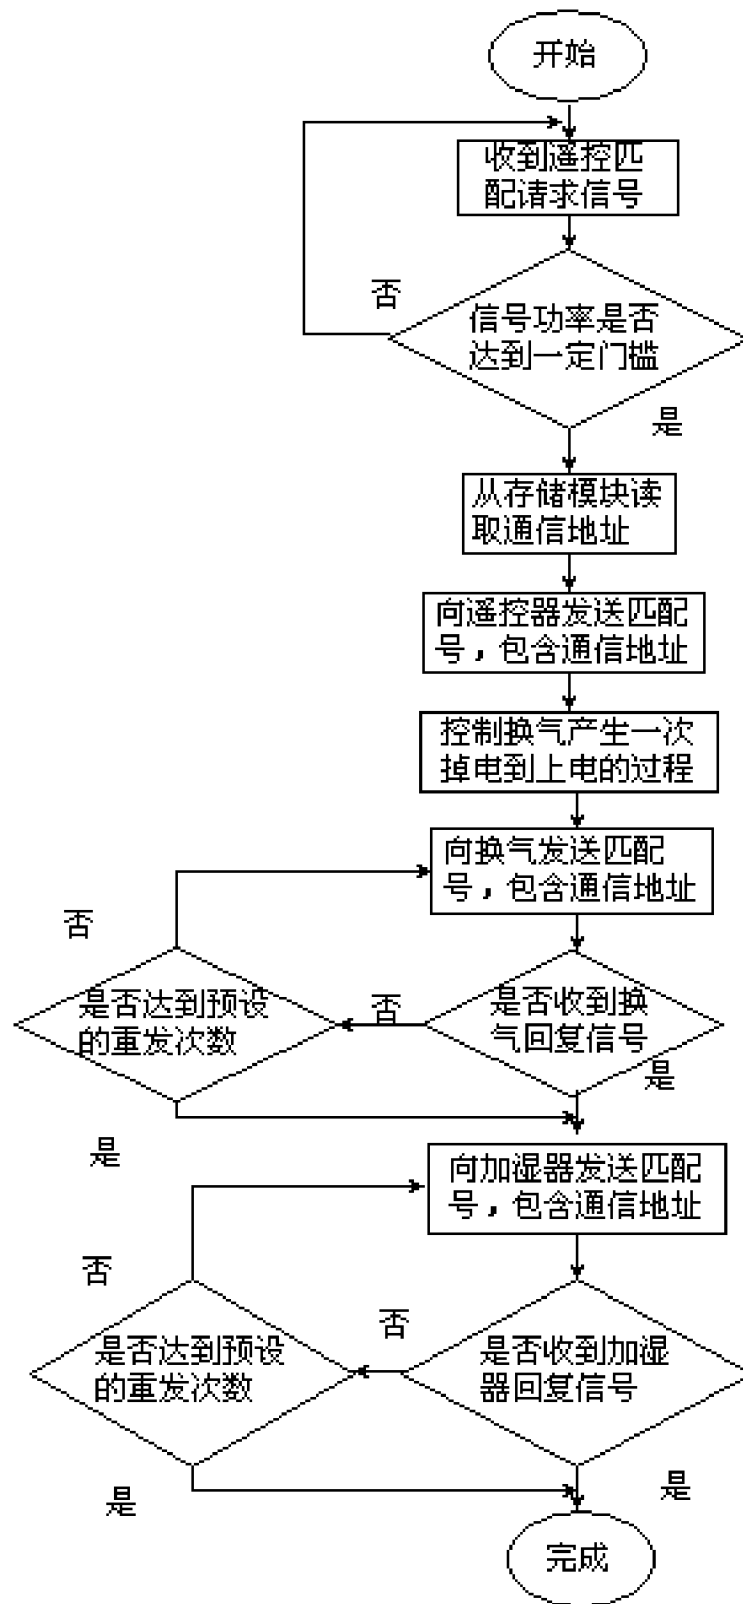 开始
收到遥控匹
配请求信号
否
信号功率是否
达到一定门槛
是
从存储模块读
取通信地址
向遥控器发送匹配
号，包含通信地址
控制换气产生一次
掉电到上电的过程
向换气发送匹配
号，包含通信地址
否
是否达到预设
的重发次数
否
是否收到换
气回复信号
是
是
向加湿器发送匹配
号，包含通信地址
否
是否达到预设
的重发次数
否
是否收到加湿
器回复信号
是
是
完成